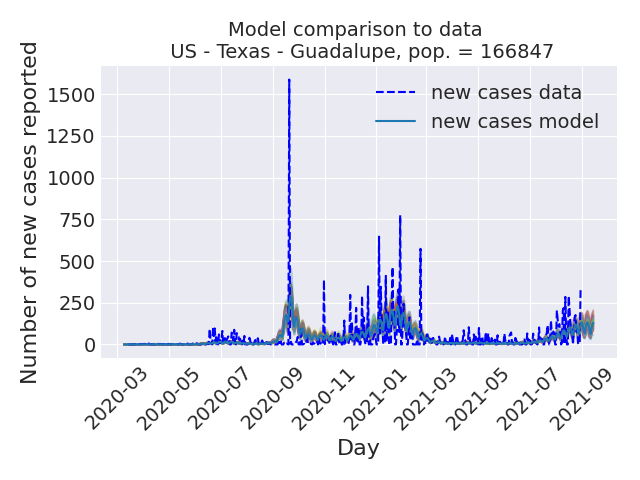 Model comparison to data
US - Texas - Guadalupe, pop. = 166847
Number of new cases reported
1500
1250
1000
750
500
250
0
new cases data
new cases model
2020-03
2020-05
2020-07
2020-09
2020-11
2021-01
2021-03
2021-05
2021-07
2021-09
Day